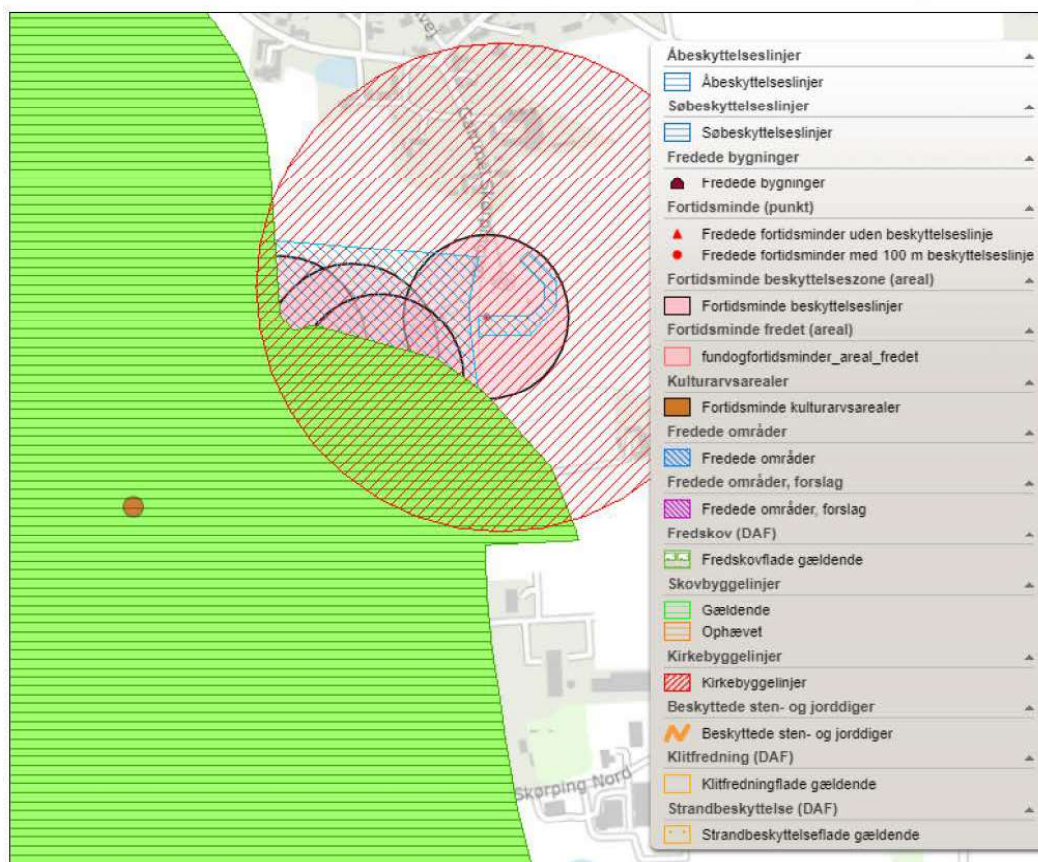 Gammel Skørpi
vej
Skørping Nord
Åbeskyttelseslinjer
Åbeskyttelseslinjer
Søbeskyttelseslinjer
Søbeskyttelseslinjer
Fredede bygninger
Fredede bygninger
Fortidsminde (punkt)
Fredede fortidsminder uden beskyttelseslinje
Fredede fortidsminder med 100 m beskyttelseslinje
Fortidsminde beskyttelseszone (areal)
Fortidsminde beskyttelseslinjer
Fortidsminde fredet (areal)
fundogfortidsminder_areal_fredet
Kulturarvsarealer
Fortidsminde kulturarvsarealer
Fredede områder
Fredede områder
Fredede områder, forslag
Fredede områder, forslag
Fredskov (DAF)
Fredskovflade gældende
Skovbyggelinjer
Gældende
Ophævet
Kirkebyggelinjer
Kirkebyggelinjer
Beskyttede sten- og jorddiger
Beskyttede sten- og jorddiger
Klitfredning (DAF)
Klitfredningflade gældende
Strandbeskyttelse (DAF)
Strandbeskyttelseflade gældende